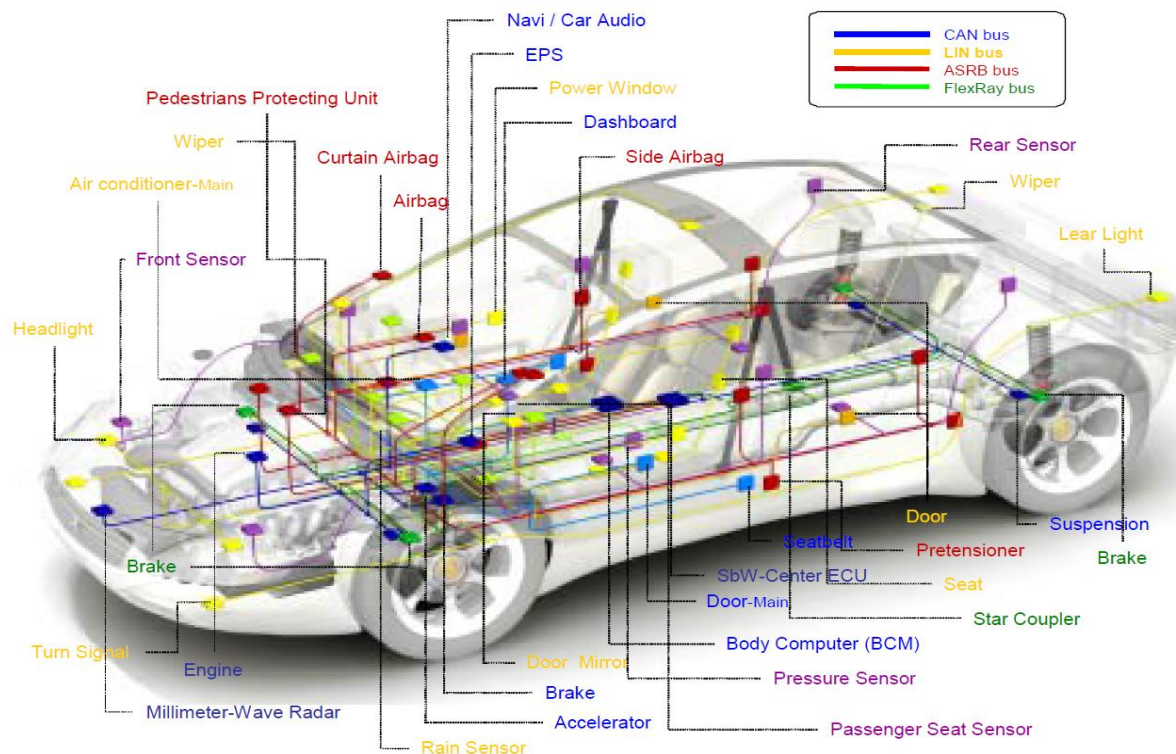 Navi / Car Audio
EPS
Power Window
Dashboard
Side Airbag
CAN bus
LIN bus
ASRB bus
FlexRay bus
Pedestrians Protecting Unit
Wiper
Curtain Airbag
Air conditioner-Main
Airbag
Front Sensor
Headlight
Rear Sensor
Wiper
Lear Light
Door
Suspension
Brake
Seatbelt
Pretensioner
Brake
SbW-Center ECU
Seat
Door-Main
Star Coupler
Turn Signal
Engine
Door Mirror
Body Computer (BCM)
Brake
Pressure Sensor
Millimeter-Wave Radar
Accelerator
Passenger Seat Sensor
Rain Sensor